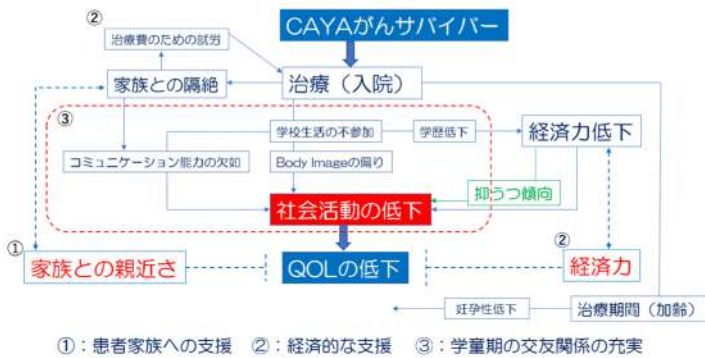 CAYAがんサバイバー
②
治療費のための就労
家族との隔絶
治療（入院）
③
学校生活の不参加
学歴低下
経済力低下
コミュニケーション能力の欠如
Body Imageの偏り
抑うつ傾向
社会活動の低下
①
家族との親近さ
QOLの低下
②
経済力
妊孕性低下
治療期間（加齢）
①：患者家族への支援 ②：経済的な支援 ③：学童期の交友関係の充実